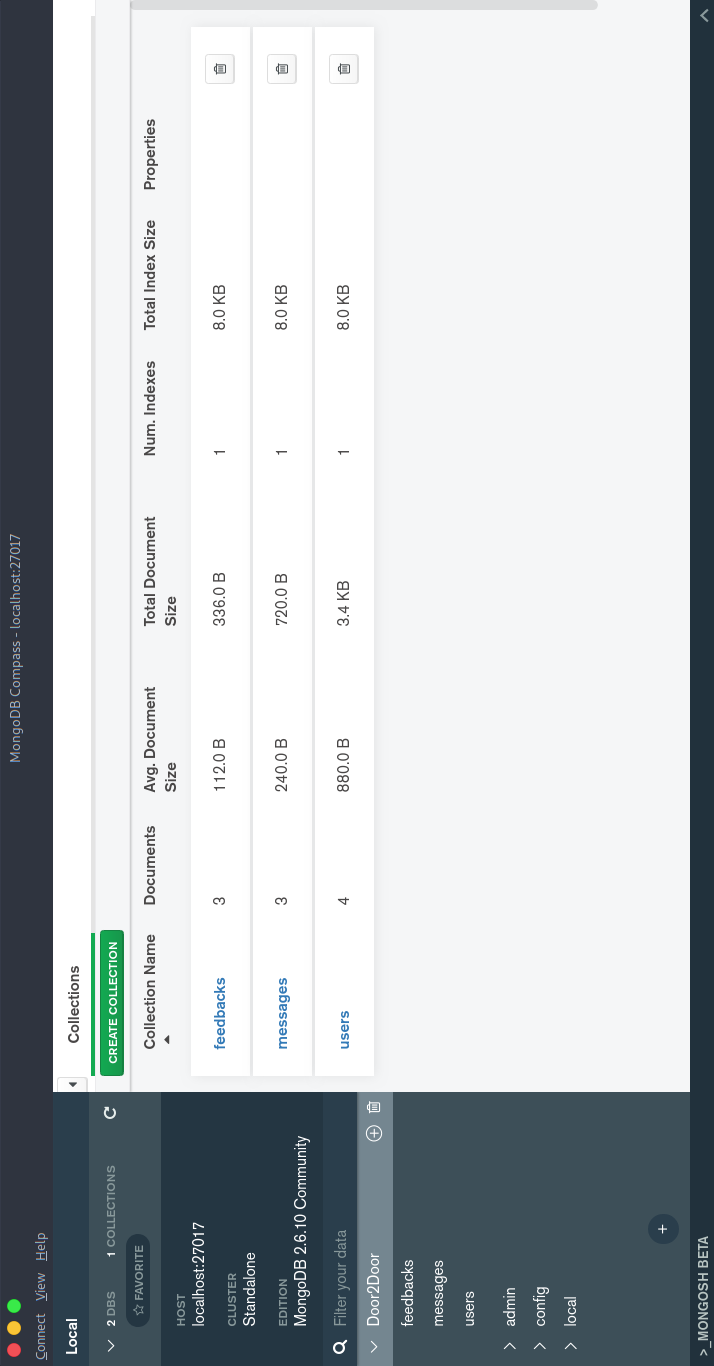 MongoDB Compass - localhost:27017
Connect View Help
Local
2 DBS 1 COLLECTIONS
☆ FAVORITE
HOST
localhost:27017
CLUSTER
Standalone
EDITION
MongoDB 2.6.10 Community
Filter your data
Door2Door
feedbacks
messages
users
admin
config
local
+
Collections
CREATE COLLECTION
Collection Name Documents Avg. Document Size Total Document Size Num. Indexes Total Index Size Properties
feedbacks 3 112.0 B 336.0 B 1 8.0 KB
messages 3 240.0 B 720.0 B 1 8.0 KB
users 4 880.0 B 3.4 KB 1 8.0 KB
>_MONGOSH BETA